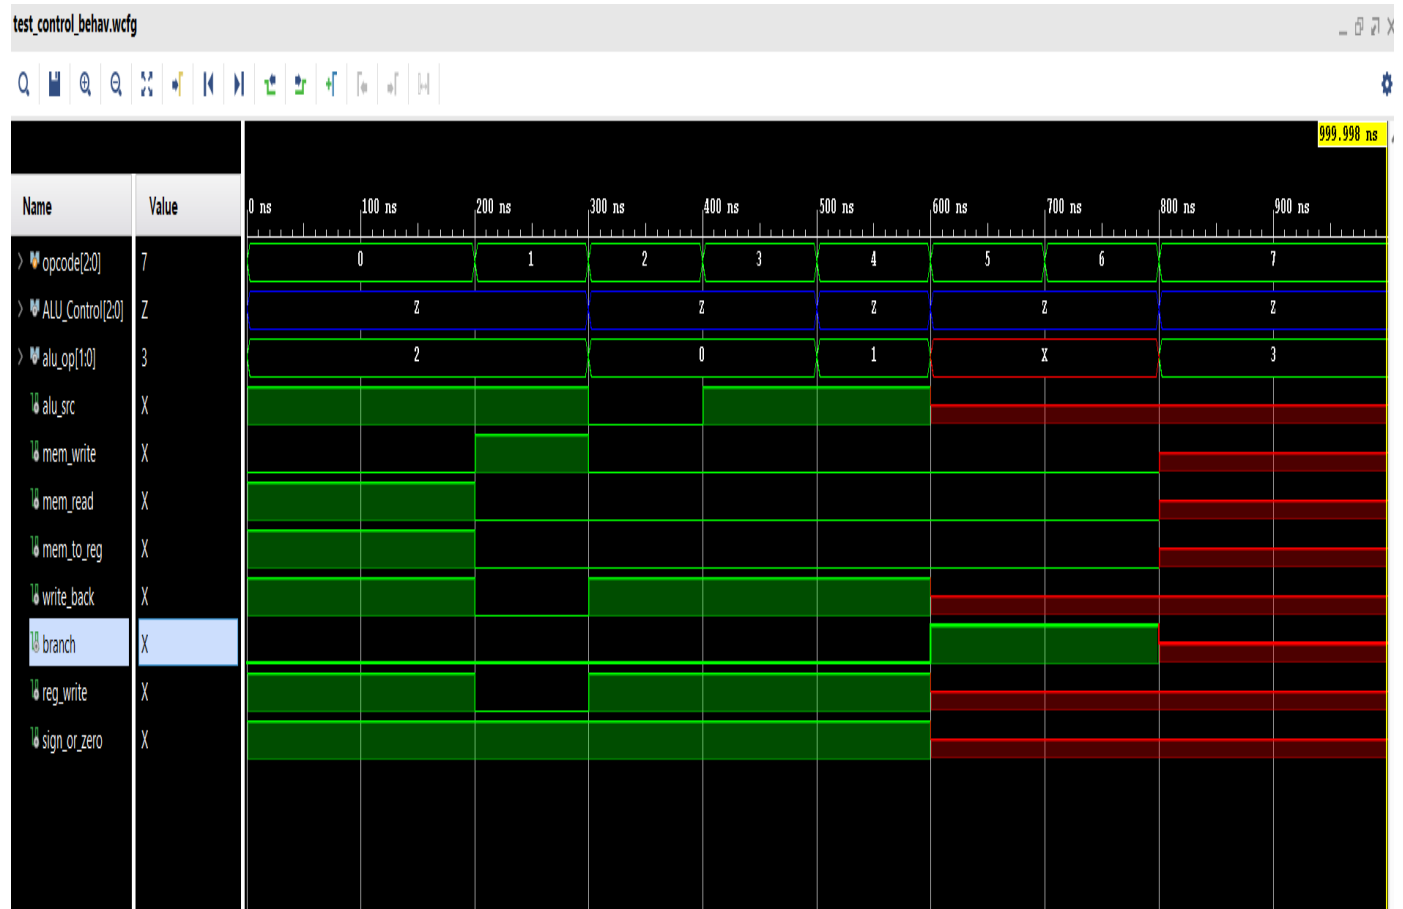 test_control_behav.wcfg
999.998 ns
Name Value 0 ns 100 ns 200 ns 300 ns 400 ns 500 ns 600 ns 700 ns 800 ns 900 ns
opcode[2:0] 7 0 1 2 3 4 5 6 7
ALU_Control[2:0] Z Z Z Z Z Z
alu_op[1:0] 3 2 0 1 X 3
alu_src X
mem_write X
mem_read X
mem_to_reg X
write_back X
branch X
reg_write X
sign_or_zero X